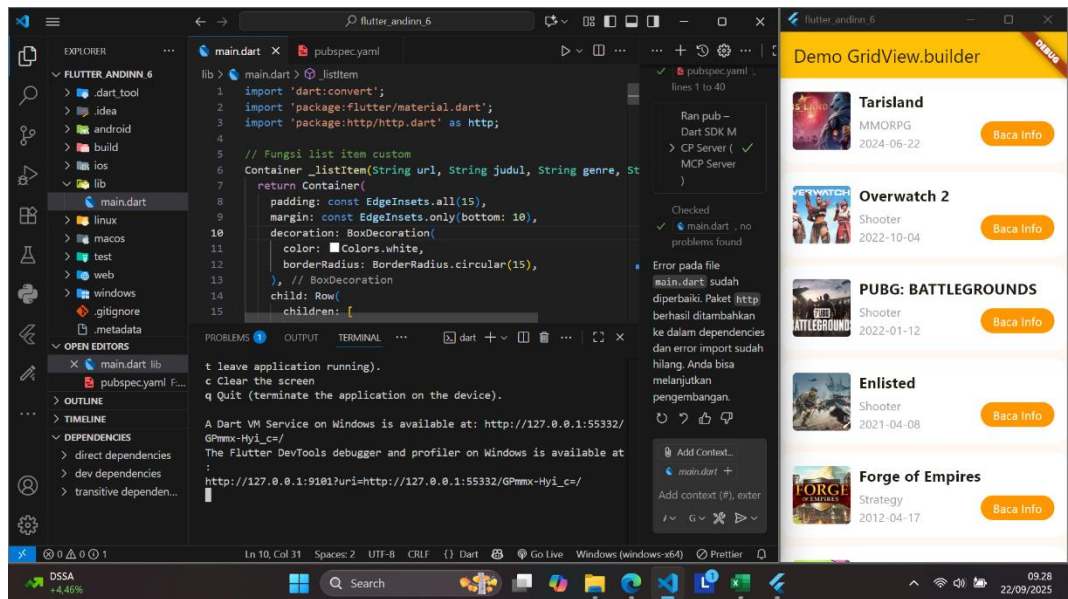 flutter_andinn_6
EXPLORER
FLUTTER_ANDINN_6
.dart_tool
.idea
android
build
ios
lib
main.dart
linux
macos
test
web
windows
.gitignore
.metadata
OPEN EDITORS
main.dart lib
pubspec.yaml F:...
OUTLINE
TIMELINE
DEPENDENCIES
direct dependencies
dev dependencies
transitive dependen...
main.dart
pubspec.yaml
lib > main.dart > _listItem
1 import 'dart:convert';
2 import 'package:flutter/material.dart';
3 import 'package:http/http.dart' as http;
4
5 // Fungsi list item custom
6 Container _listItem(String url, String judul, String genre, St
7 return Container(
8 padding: const EdgeInsets.all(15),
9 margin: const EdgeInsets.only(bottom: 10),
10 decoration: BoxDecoration(
11 color: Colors.white,
12 borderRadius: BorderRadius.circular(15),
13 ), // BoxDecoration
14 child: Row(
15 children: [
PROBLEMS 1 OUTPUT TERMINAL ... dart
t leave application running).
c Clear the screen
q Quit (terminate the application on the device).
A Dart VM Service on Windows is available at: http://127.0.0.1:55332/
GPmmx-Hyi_c=/
The Flutter DevTools debugger and profiler on Windows is available at
:
http://127.0.0.1:9101?uri=http://127.0.0.1:55332/GPmmx-Hyi_c=/
pubspec.yaml ,
lines 1 to 40
Ran pub –
Dart SDK M
CP Server (
MCP Server
)
Checked
main.dart , no
problems found
Error pada file
main.dart sudah
diperbaiki. Paket http
berhasil ditambahkan
ke dalam dependencies
dan error import sudah
hilang. Anda bisa
melanjutkan
pengembangan.
Add Context...
main.dart +
Add context (#), exter
0 0 1
Ln 10, Col 31 Spaces: 2 UTF-8 CRLF {} Dart Go Live Windows (windows-x64) Prettier
flutter_andinn_6
Demo GridView.builder
DEBUG
Tarisland
MMORPG
2024-06-22
Baca Info
Overwatch 2
Shooter
2022-10-04
Baca Info
PUBG: BATTLEGROUNDS
Shooter
2022-01-12
Baca Info
Enlisted
Shooter
2021-04-08
Baca Info
Forge of Empires
Strategy
2012-04-17
Baca Info
DSSA
+4,46%
Search
09.28
22/09/2025